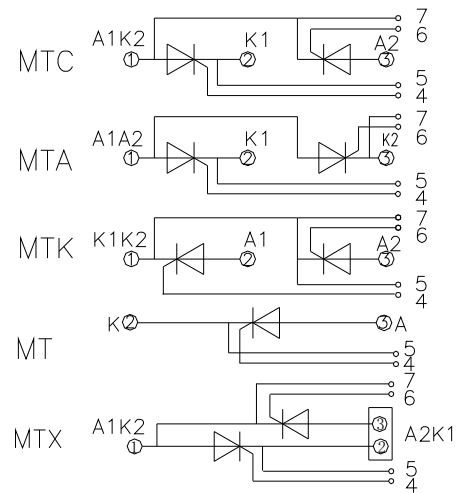 7
A1K2 K1 A2 6
MTC 1 2 3
5
4
7
A1A2 K1 K2 6
MTA 1 2 3
5
4
7
K1K2 A1 A2 6
MTK 1 2 3
5
4
K 2 3 A
MT 5
4
7
6
A1K2 3
MTX 1 2 A2K1
5
4